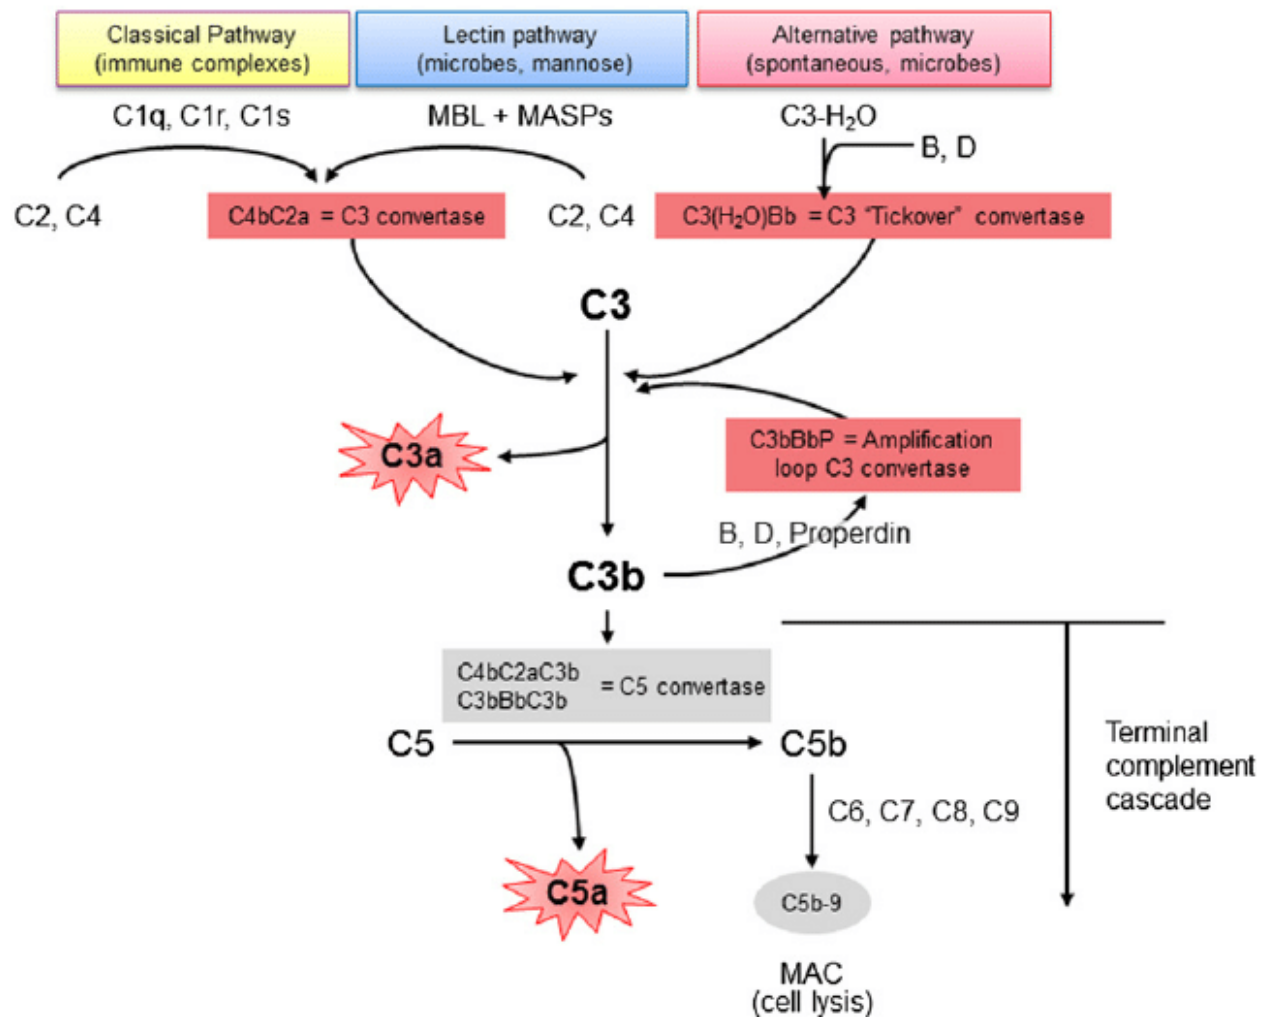 Classical Pathway
(immune complexes)
Lectin pathway
(microbes, mannose)
Alternative pathway
(spontaneous, microbes)
C1q, C1r, C1s
MBL + MASPs
C3-H₂O
B, D
C2, C4
C4bC2a = C3 convertase
C2, C4
C3(H₂O)Bb = C3 "Tickover" convertase
C3
C3a
C3bBbP = Amplification
loop C3 convertase
B, D, Properdin
C3b
C4bC2aC3b
C3bBbC3b
= C5 convertase
C5
C5b
Terminal
complement
cascade
C6, C7, C8, C9
C5a
C5b-9
MAC
(cell lysis)